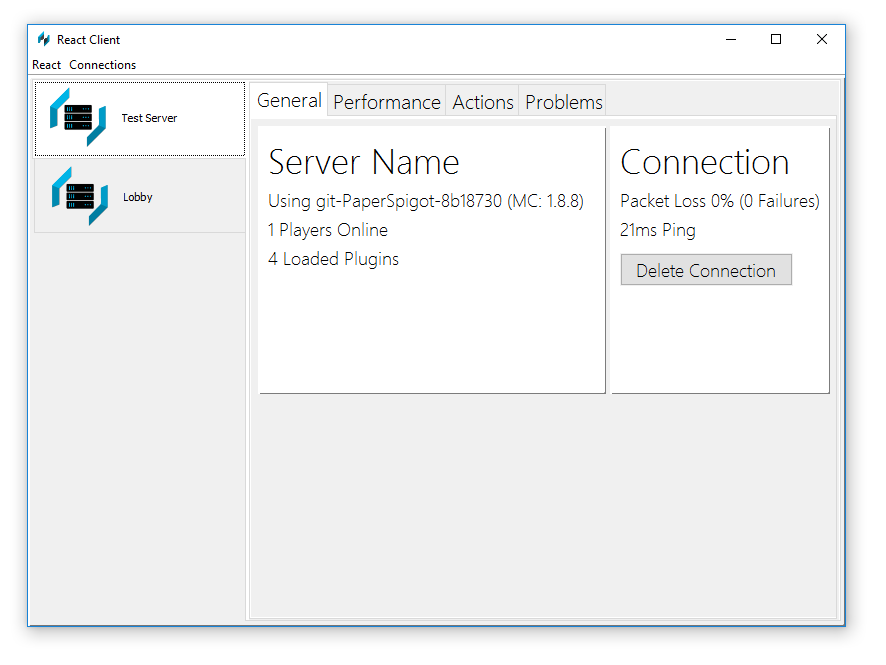 React Client
React Connections
Test Server
Lobby
General Performance Actions Problems
Server Name
Using git-PaperSpigot-8b18730 (MC: 1.8.8)
1 Players Online
4 Loaded Plugins
Connection
Packet Loss 0% (0 Failures)
21ms Ping
Delete Connection